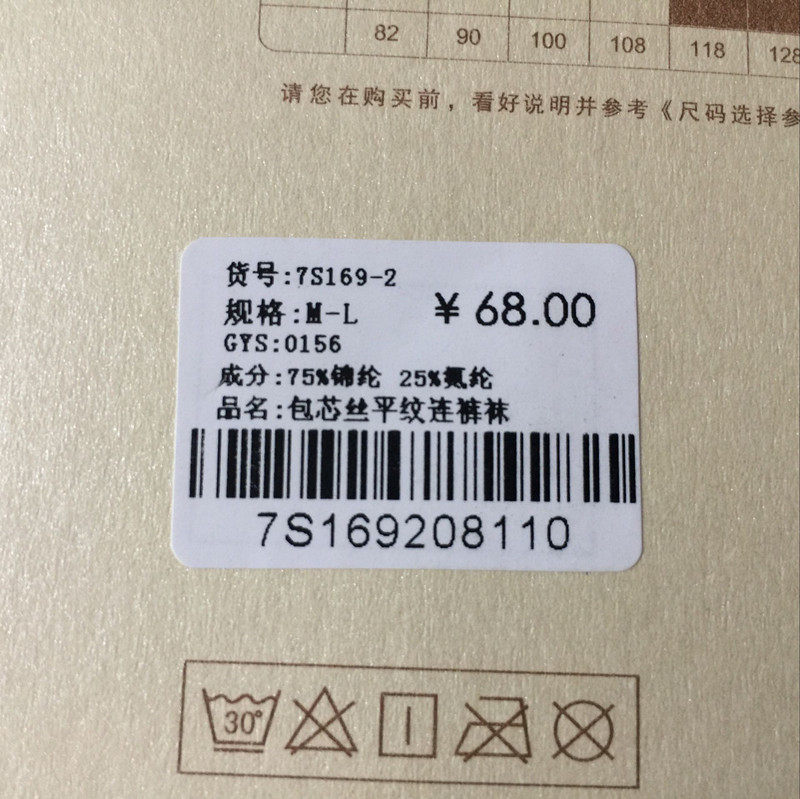 82 90 100 108 118 128
请您在购买前，看好说明并参考《尺码选择参
货号:7S169-2
规格:M-L
¥ 68.00
GYS:0156
成分:75%锦纶 25%氨纶
品名:包芯丝平纹连裤袜
7S169208110
30°